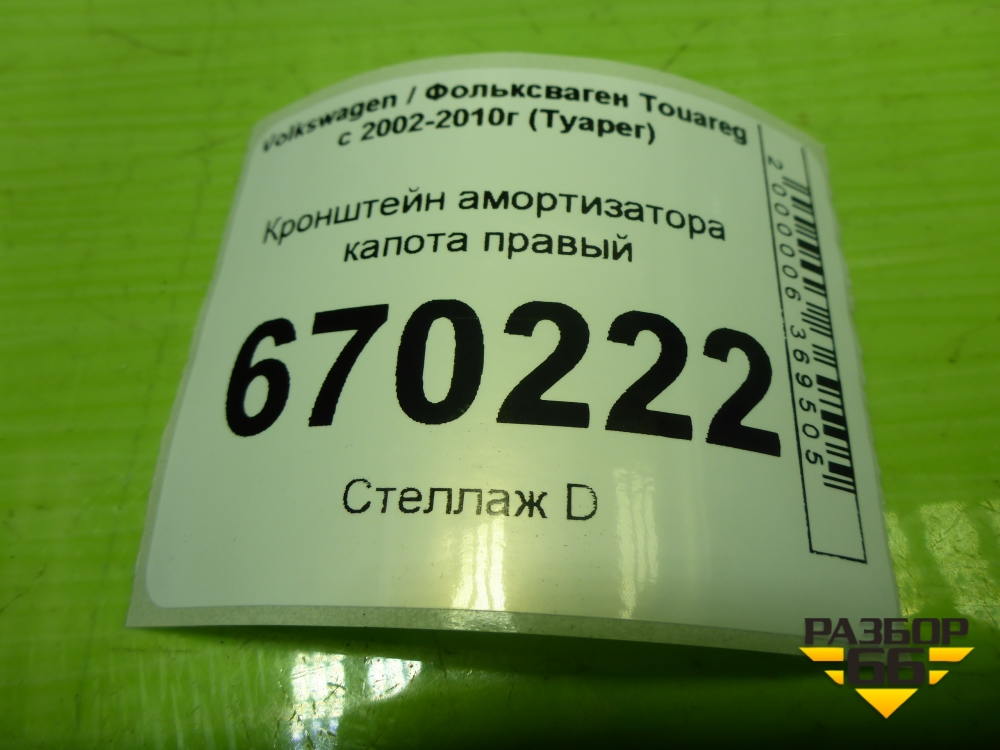 Volkswagen / Фольксваген Touareg
с 2002-2010г (Туарег)
Кронштейн амортизатора
капота правый
670222
Стеллаж D
2000006369505
РАЗБОР
66